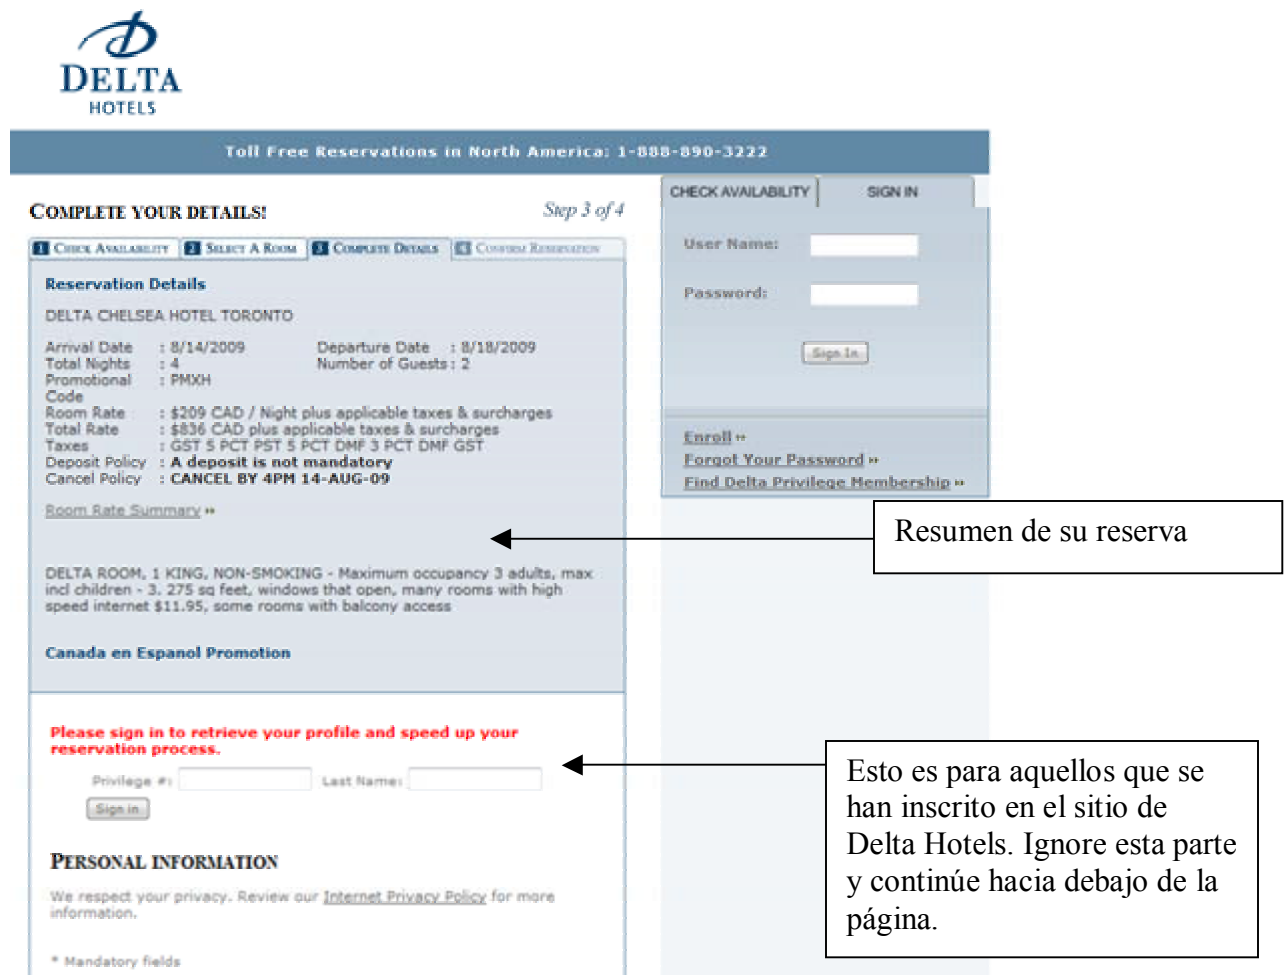 DELTA
HOTELS
Toll Free Reservations in North America: 1-888-890-3222
COMPLETE YOUR DETAILS!
Step 3 of 4
1 CHECK AVAILABILITY 2 SELECT A ROOM 3 COMPLETE DETAILS 4 CONFIRM RESERVATION
Reservation Details
DELTA CHELSEA HOTEL TORONTO
Arrival Date : 8/14/2009 Departure Date : 8/18/2009
Total Nights : 4 Number of Guests : 2
Promotional : PMXH
Code
Room Rate : $209 CAD / Night plus applicable taxes & surcharges
Total Rate : $836 CAD plus applicable taxes & surcharges
Taxes : GST 5 PCT PST 5 PCT DMF 3 PCT DMF GST
Deposit Policy : A deposit is not mandatory
Cancel Policy : CANCEL BY 4PM 14-AUG-09
Room Rate Summary »
DELTA ROOM, 1 KING, NON-SMOKING - Maximum occupancy 3 adults, max
incl children - 3. 275 sq feet, windows that open, many rooms with high
speed internet $11.95, some rooms with balcony access
Canada en Espanol Promotion
Please sign in to retrieve your profile and speed up your
reservation process.
Privilege #: Last Name:
Sign in
PERSONAL INFORMATION
We respect your privacy. Review our Internet Privacy Policy for more
information.
* Mandatory fields
CHECK AVAILABILITY SIGN IN
User Name:
Password:
Sign In
Enroll »
Forgot Your Password »
Find Delta Privilege Membership »
Resumen de su reserva
Esto es para aquellos que se
han inscrito en el sitio de
Delta Hotels. Ignore esta parte
y continúe hacia debajo de la
página.